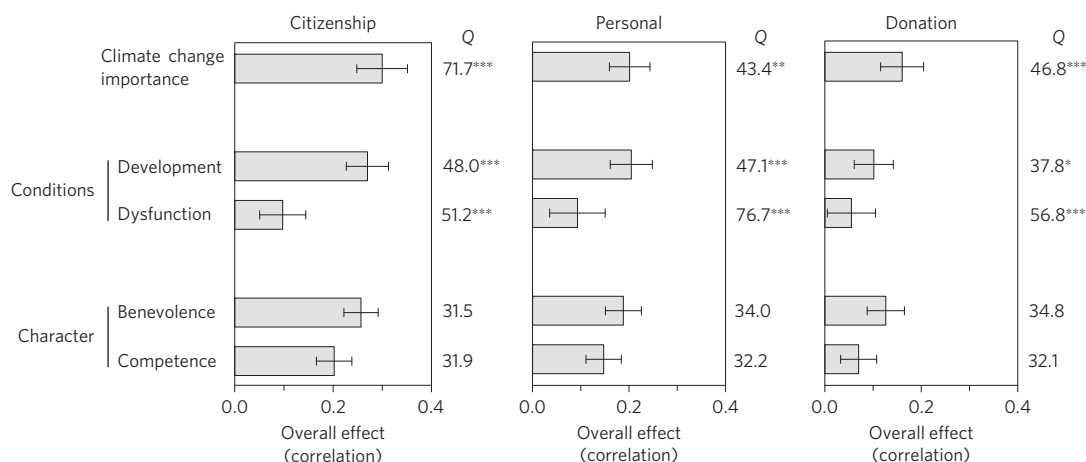 Citizenship Personal Donation
Q Q Q
Climate change
importance 71.7*** 43.4** 46.8***
Development 48.0*** 47.1*** 37.8*
Conditions
Dysfunction 51.2*** 76.7*** 56.8***
Benevolence 31.5 34.0 34.8
Character
Competence 31.9 32.2 32.1
0.0 0.2 0.4 0.0 0.2 0.4 0.0 0.2 0.4
Overall effect Overall effect Overall effect
(correlation) (correlation) (correlation)